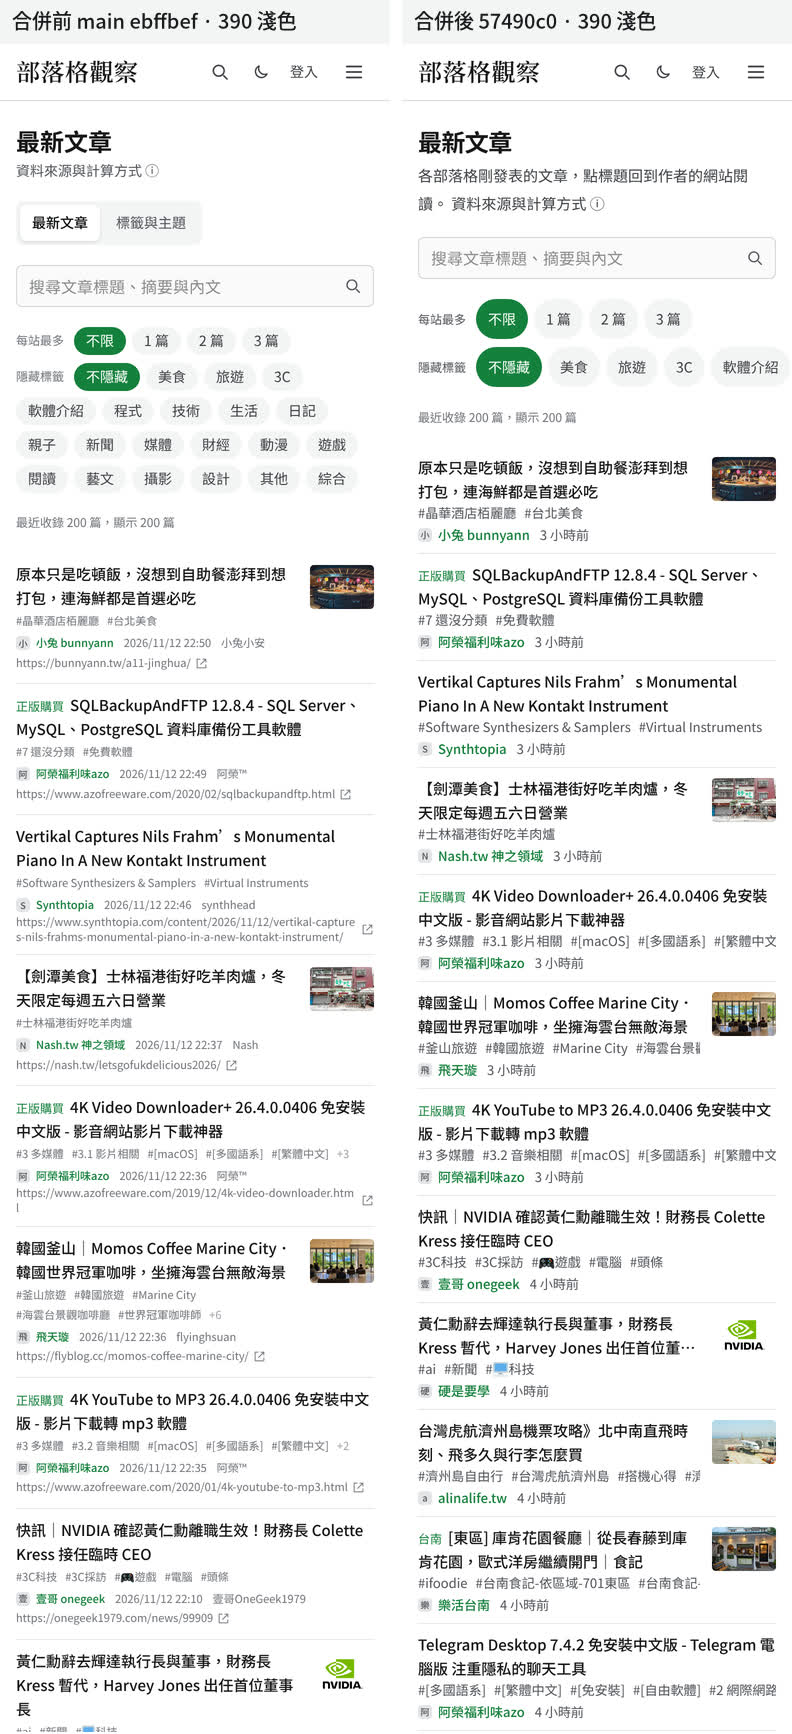 合併前 main ebffbef · 390 淺色
部落格觀察
登入
最新文章
資料來源與計算方式
最新文章 標籤與主題
搜尋文章標題、摘要與內文
每站最多 不限 1 篇 2 篇 3 篇
隱藏標籤 不隱藏 美食 旅遊 3C
軟體介紹 程式 技術 生活 日記
親子 新聞 媒體 財經 動漫 遊戲
閱讀 藝文 攝影 設計 其他 綜合
最近收錄 200 篇，顯示 200 篇
原本只是吃頓飯，沒想到自助餐澎拜到想
打包，連海鮮都是首選必吃
#晶華酒店栢麗廳 #台北美食
小 小兔 bunnyann 2026/11/12 22:50 小兔小安
https://bunnyann.tw/a11-jinghua/
正版購買 SQLBackupAndFTP 12.8.4 - SQL Server、
MySQL、PostgreSQL 資料庫備份工具軟體
#7 還沒分類 #免費軟體
阿 阿榮福利味azo 2026/11/12 22:49 阿榮™
https://www.azofreeware.com/2020/02/sqlbackupandftp.html
Vertikal Captures Nils Frahm’s Monumental
Piano In A New Kontakt Instrument
#Software Synthesizers & Samplers #Virtual Instruments
S Synthtopia 2026/11/12 22:46 synthhead
https://www.synthtopia.com/content/2026/11/12/vertikal-capture
s-nils-frahms-monumental-piano-in-a-new-kontakt-instrument/
【劍潭美食】士林福港街好吃羊肉爐，冬
天限定每週五六日營業
#士林福港街好吃羊肉爐
N Nash.tw 神之領域 2026/11/12 22:37 Nash
https://nash.tw/letsgofukdelicious2026/
正版購買 4K Video Downloader+ 26.4.0.0406 免安裝
中文版 - 影音網站影片下載神器
#3 多媒體 #3.1 影片相關 #[macOS] #[多國語系] #[繁體中文] +3
阿 阿榮福利味azo 2026/11/12 22:36 阿榮™
https://www.azofreeware.com/2019/12/4k-video-downloader.htm
l
韓國釜山｜Momos Coffee Marine City．
韓國世界冠軍咖啡，坐擁海雲台無敵海景
#釜山旅遊 #韓國旅遊 #Marine City
#海雲台景觀咖啡廳 #世界冠軍咖啡師 +6
飛 飛天璇 2026/11/12 22:36 flyinghsuan
https://flyblog.cc/momos-coffee-marine-city/
正版購買 4K YouTube to MP3 26.4.0.0406 免安裝中文
版 - 影片下載轉 mp3 軟體
#3 多媒體 #3.2 音樂相關 #[macOS] #[多國語系] #[繁體中文] +2
阿 阿榮福利味azo 2026/11/12 22:35 阿榮™
https://www.azofreeware.com/2020/01/4k-youtube-to-mp3.html
快訊｜NVIDIA 確認黃仁勳離職生效！財務長 Colette
Kress 接任臨時 CEO
#3C科技 #3C採訪 #🎮遊戲 #電腦 #頭條
壹 壹哥 onegeek 2026/11/12 22:10 壹哥OneGeek1979
https://onegeek1979.com/news/99909
黃仁勳辭去輝達執行長與董事，財務長
Kress 暫代，Harvey Jones 出任首位董事
長
NVIDIA.
#ai #新聞 #🖥科技
合併後 57490c0 · 390 淺色
部落格觀察
登入
最新文章
各部落格剛發表的文章，點標題回到作者的網站閱
讀。 資料來源與計算方式
搜尋文章標題、摘要與內文
每站最多 不限 1 篇 2 篇 3 篇
隱藏標籤 不隱藏 美食 旅遊 3C 軟體介紹
最近收錄 200 篇，顯示 200 篇
原本只是吃頓飯，沒想到自助餐澎拜到想
打包，連海鮮都是首選必吃
#晶華酒店栢麗廳 #台北美食
小 小兔 bunnyann 3 小時前
正版購買 SQLBackupAndFTP 12.8.4 - SQL Server、
MySQL、PostgreSQL 資料庫備份工具軟體
#7 還沒分類 #免費軟體
阿 阿榮福利味azo 3 小時前
Vertikal Captures Nils Frahm’s Monumental
Piano In A New Kontakt Instrument
#Software Synthesizers & Samplers #Virtual Instruments
S Synthtopia 3 小時前
【劍潭美食】士林福港街好吃羊肉爐，冬
天限定每週五六日營業
#士林福港街好吃羊肉爐
N Nash.tw 神之領域 3 小時前
正版購買 4K Video Downloader+ 26.4.0.0406 免安裝
中文版 - 影音網站影片下載神器
#3 多媒體 #3.1 影片相關 #[macOS] #[多國語系] #[繁體中文
阿 阿榮福利味azo 3 小時前
韓國釜山｜Momos Coffee Marine City．
韓國世界冠軍咖啡，坐擁海雲台無敵海景
#釜山旅遊 #韓國旅遊 #Marine City #海雲台景
飛 飛天璇 3 小時前
正版購買 4K YouTube to MP3 26.4.0.0406 免安裝中文
版 - 影片下載轉 mp3 軟體
#3 多媒體 #3.2 音樂相關 #[macOS] #[多國語系] #[繁體中文
阿 阿榮福利味azo 3 小時前
快訊｜NVIDIA 確認黃仁勳離職生效！財務長 Colette
Kress 接任臨時 CEO
#3C科技 #3C採訪 #🎮遊戲 #電腦 #頭條
壹 壹哥 onegeek 4 小時前
黃仁勳辭去輝達執行長與董事，財務長
Kress 暫代，Harvey Jones 出任首位董…
NVIDIA.
#ai #新聞 #🖥科技
硬 硬是要學 4 小時前
台灣虎航濟州島機票攻略》北中南直飛時
刻、飛多久與行李怎麼買
#濟州島自由行 #台灣虎航濟州島 #搭機心得 #濟
a alinalife.tw 4 小時前
台南 [東區] 庫肯花園餐廳｜從長春藤到庫
肯花園，歐式洋房繼續開門｜食記
#ifoodie #台南食記-依區域-701東區 #台南食記-
樂 樂活台南 4 小時前
Telegram Desktop 7.4.2 免安裝中文版 - Telegram 電
腦版 注重隱私的聊天工具
#[多國語系] #[繁體中文] #[免安裝] #[自由軟體] #2 網際網路
阿 阿榮福利味azo 4 小時前